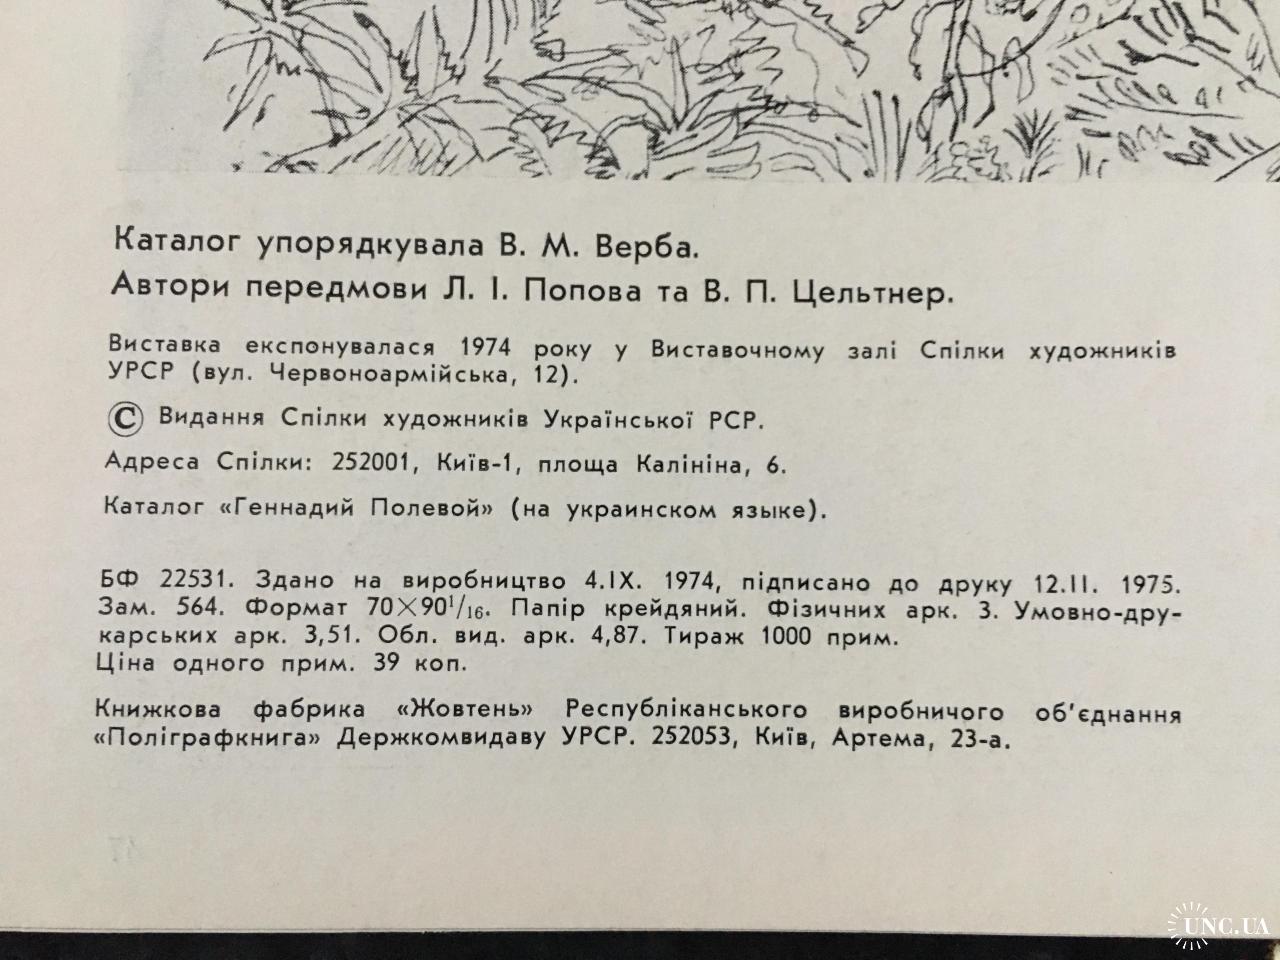 Каталог упорядкувала В. М. Верба.
Автори передмови Л. І. Попова та В. П. Цельтнер.
Виставка експонувалася 1974 року у Виставочному залі Спілки художників
УРСР (вул. Червоноармійська, 12).
© Видання Спілки художників Української РСР.
Адреса Спілки: 252001, Київ-1, площа Калініна, 6.
Каталог «Геннадий Полевой» (на украинском языке).
БФ 22531. Здано на виробництво 4.IX. 1974, підписано до друку 12.II. 1975.
Зам. 564. Формат 70×90¹/₁₆. Папір крейдяний. Фізичних арк. 3. Умовно-дру-
карських арк. 3,51. Обл. вид. арк. 4,87. Тираж 1000 прим.
Ціна одного прим. 39 коп.
Книжкова фабрика «Жовтень» Республіканського виробничого об'єднання
«Поліграфкнига» Держкомвидаву УРСР. 252053, Київ, Артема, 23-а.
UNC.UA